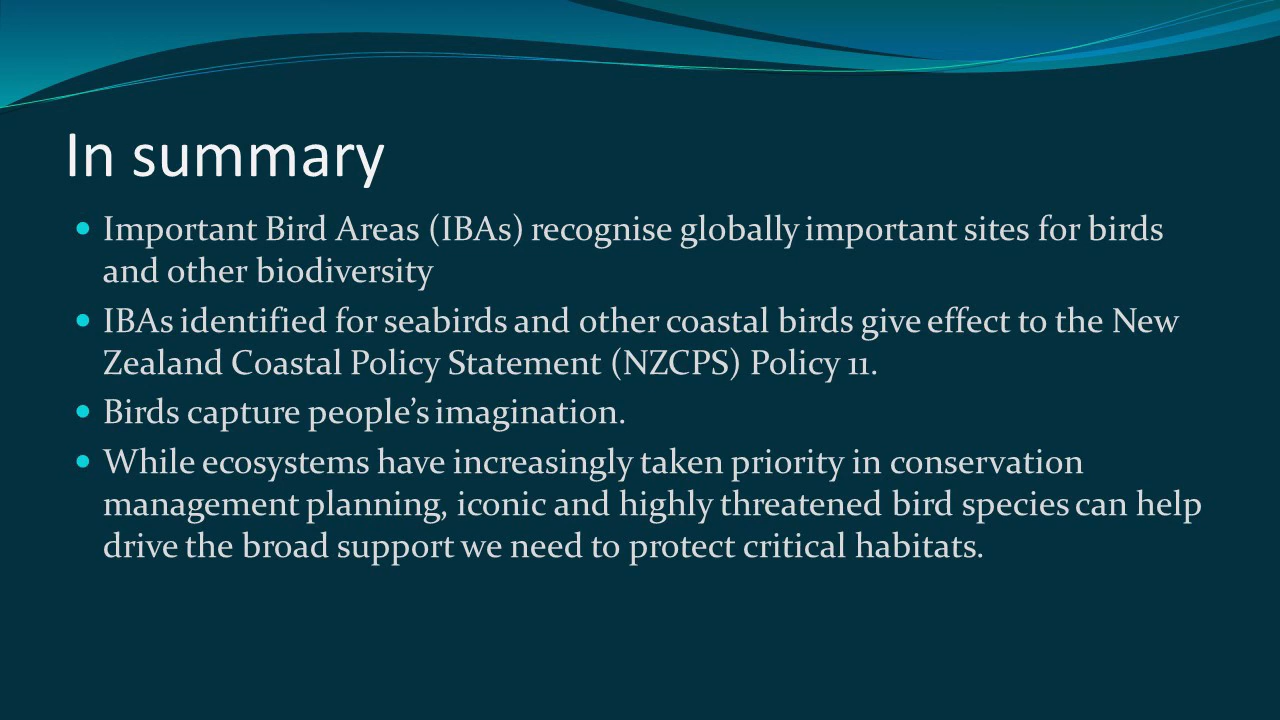 In summary
• Important Bird Areas (IBAs) recognise globally important sites for birds
and other biodiversity
• IBAs identified for seabirds and other coastal birds give effect to the New
Zealand Coastal Policy Statement (NZCPS) Policy 11.
• Birds capture people’s imagination.
• While ecosystems have increasingly taken priority in conservation
management planning, iconic and highly threatened bird species can help
drive the broad support we need to protect critical habitats.